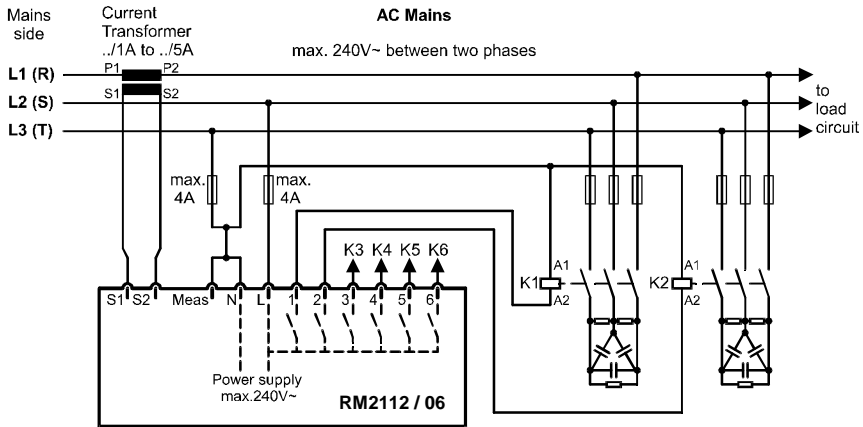 Mains
side
Current
Transformer
../1A to ../5A
AC Mains
max. 240V~ between two phases
P1
P2
L1 (R)
S1
S2
L2 (S)
L3 (T)
to
load
circuit
max.
4A
max.
4A
K3
K4
K5
K6
K1
A1
A2
K2
A1
A2
S1
S2
Meas
N
L
1
2
3
4
5
6
Power supply
max.240V~
RM2112 / 06